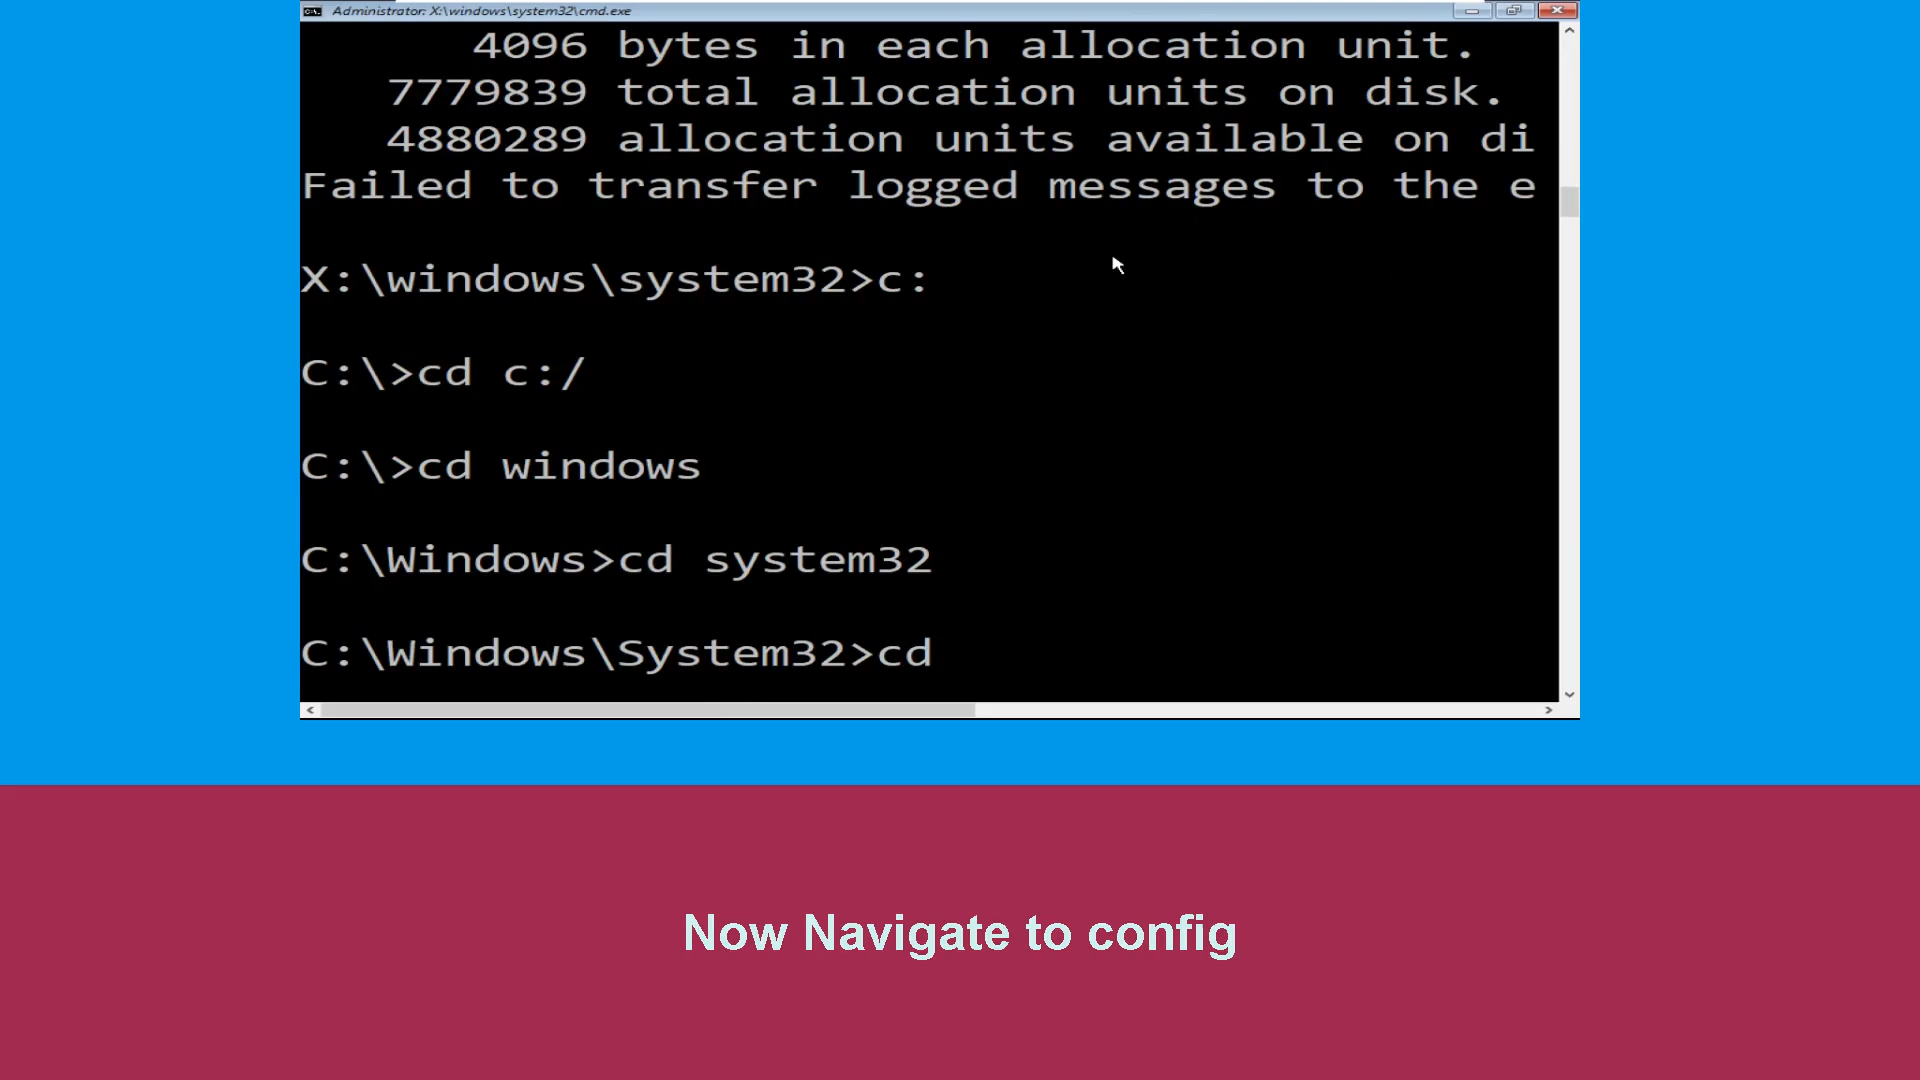 Administrator: X:\windows\system32\cmd.exe
4096 bytes in each allocation unit.
7779839 total allocation units on disk.
4880289 allocation units available on di
Failed to transfer logged messages to the e
X:\windows\system32>c:
C:\>cd c:/
C:\>cd windows
C:\Windows>cd system32
C:\Windows\System32>cd
Now Navigate to config